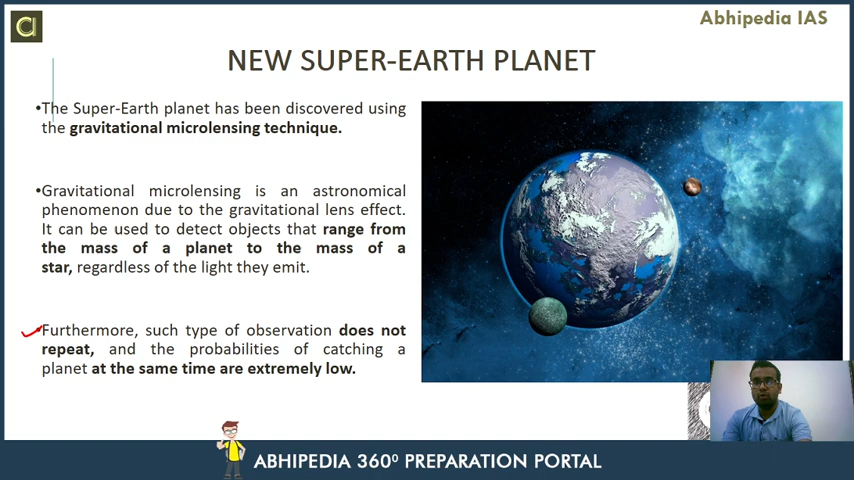 Abhipedia IAS
NEW SUPER-EARTH PLANET
•The Super-Earth planet has been discovered using
the gravitational microlensing technique.
•Gravitational microlensing is an astronomical
phenomenon due to the gravitational lens effect.
It can be used to detect objects that range from
the mass of a planet to the mass of a
star, regardless of the light they emit.
Furthermore, such type of observation does not
repeat, and the probabilities of catching a
planet at the same time are extremely low.
ABHIPEDIA 360⁰ PREPARATION PORTAL